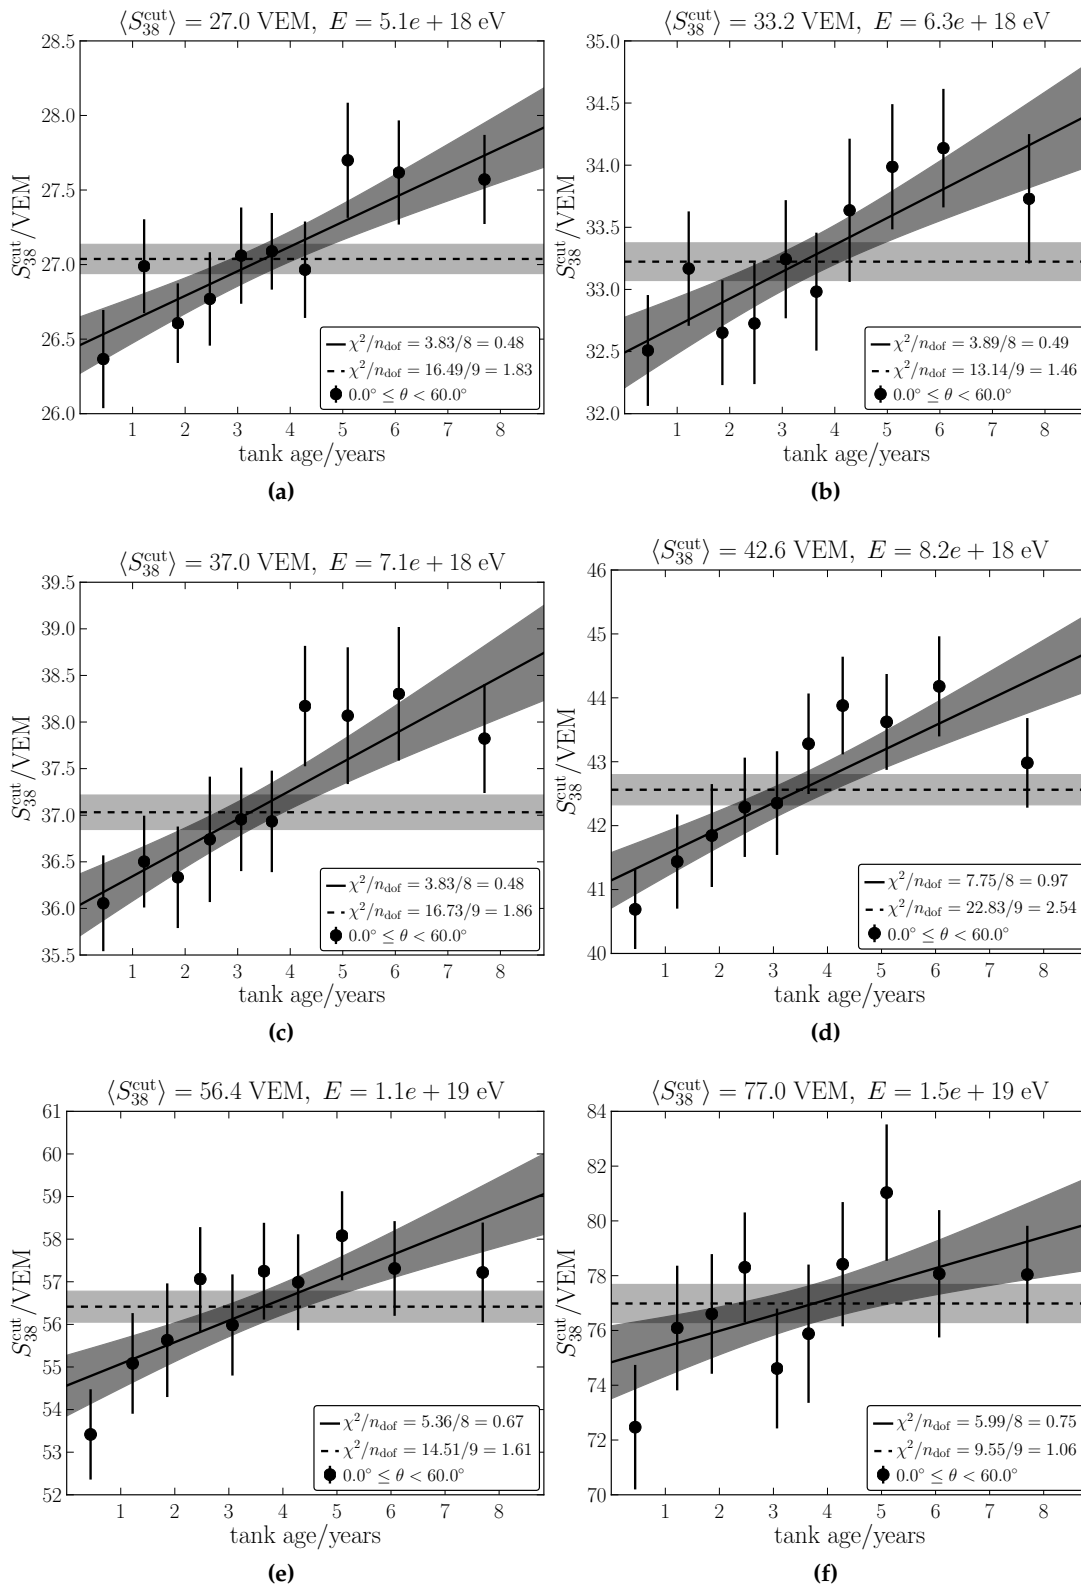 ⟨S₃₈ᶜᵘᵗ⟩ = 27.0 VEM, E = 5.1e + 18 eV
28.5
28.0
27.5
27.0
26.5
26.0
S₃₈ᶜᵘᵗ/VEM
χ²/n_dof = 3.83/8 = 0.48
χ²/n_dof = 16.49/9 = 1.83
0.0° ≤ θ < 60.0°
1 2 3 4 5 6 7 8
tank age/years
(a)
⟨S₃₈ᶜᵘᵗ⟩ = 33.2 VEM, E = 6.3e + 18 eV
35.0
34.5
34.0
33.5
33.0
32.5
32.0
S₃₈ᶜᵘᵗ/VEM
χ²/n_dof = 3.89/8 = 0.49
χ²/n_dof = 13.14/9 = 1.46
0.0° ≤ θ < 60.0°
1 2 3 4 5 6 7 8
tank age/years
(b)
⟨S₃₈ᶜᵘᵗ⟩ = 37.0 VEM, E = 7.1e + 18 eV
39.5
39.0
38.5
38.0
37.5
37.0
36.5
36.0
35.5
S₃₈ᶜᵘᵗ/VEM
χ²/n_dof = 3.83/8 = 0.48
χ²/n_dof = 16.73/9 = 1.86
0.0° ≤ θ < 60.0°
1 2 3 4 5 6 7 8
tank age/years
(c)
⟨S₃₈ᶜᵘᵗ⟩ = 42.6 VEM, E = 8.2e + 18 eV
46
45
44
43
42
41
40
S₃₈ᶜᵘᵗ/VEM
χ²/n_dof = 7.75/8 = 0.97
χ²/n_dof = 22.83/9 = 2.54
0.0° ≤ θ < 60.0°
1 2 3 4 5 6 7 8
tank age/years
(d)
⟨S₃₈ᶜᵘᵗ⟩ = 56.4 VEM, E = 1.1e + 19 eV
61
60
59
58
57
56
55
54
53
52
S₃₈ᶜᵘᵗ/VEM
χ²/n_dof = 5.36/8 = 0.67
χ²/n_dof = 14.51/9 = 1.61
0.0° ≤ θ < 60.0°
1 2 3 4 5 6 7 8
tank age/years
(e)
⟨S₃₈ᶜᵘᵗ⟩ = 77.0 VEM, E = 1.5e + 19 eV
84
82
80
78
76
74
72
70
S₃₈ᶜᵘᵗ/VEM
χ²/n_dof = 5.99/8 = 0.75
χ²/n_dof = 9.55/9 = 1.06
0.0° ≤ θ < 60.0°
1 2 3 4 5 6 7 8
tank age/years
(f)